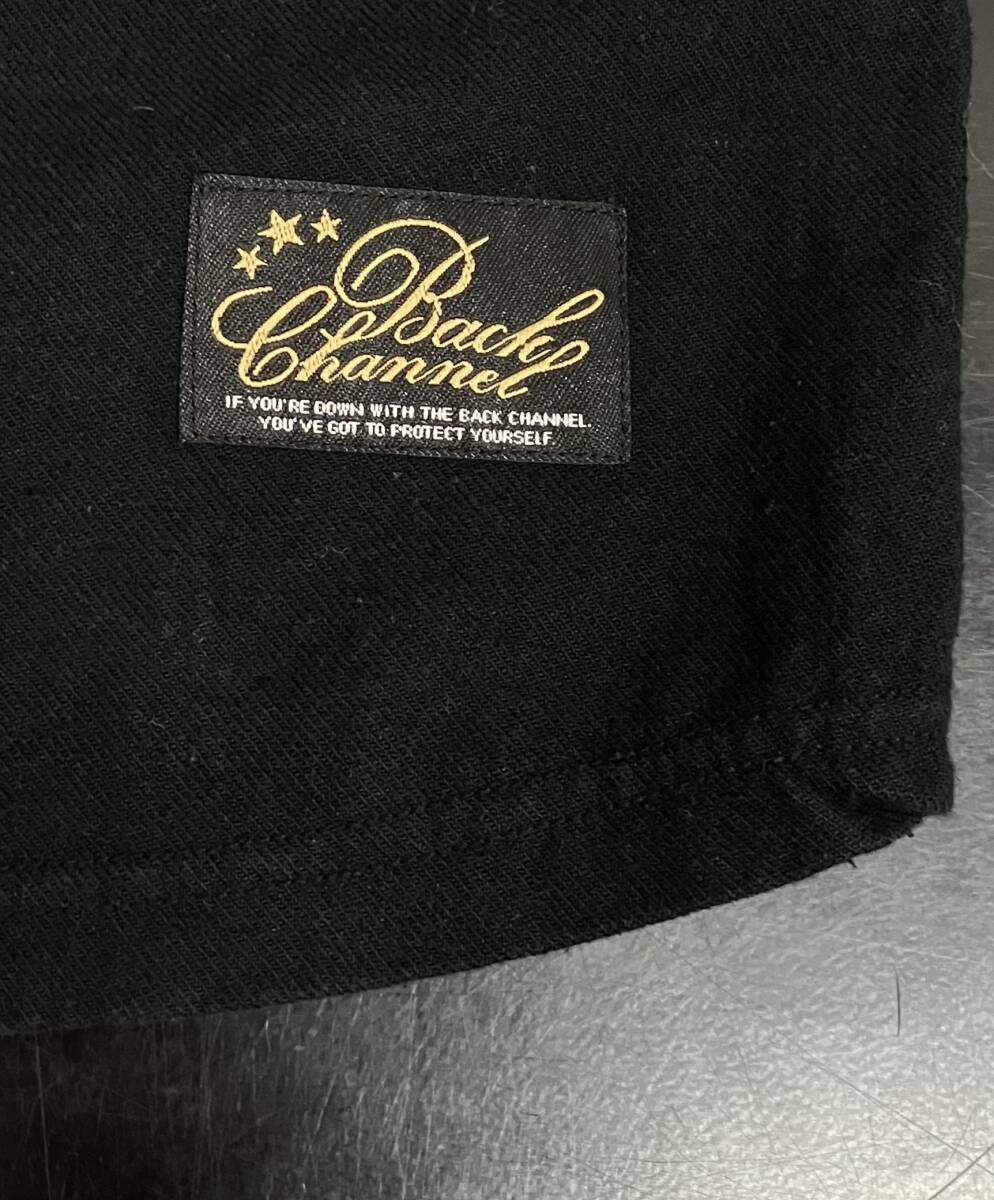 Back
Channel
IF YOU'RE DOWN WITH THE BACK CHANNEL.
YOU'VE GOT TO PROTECT YOURSELF.